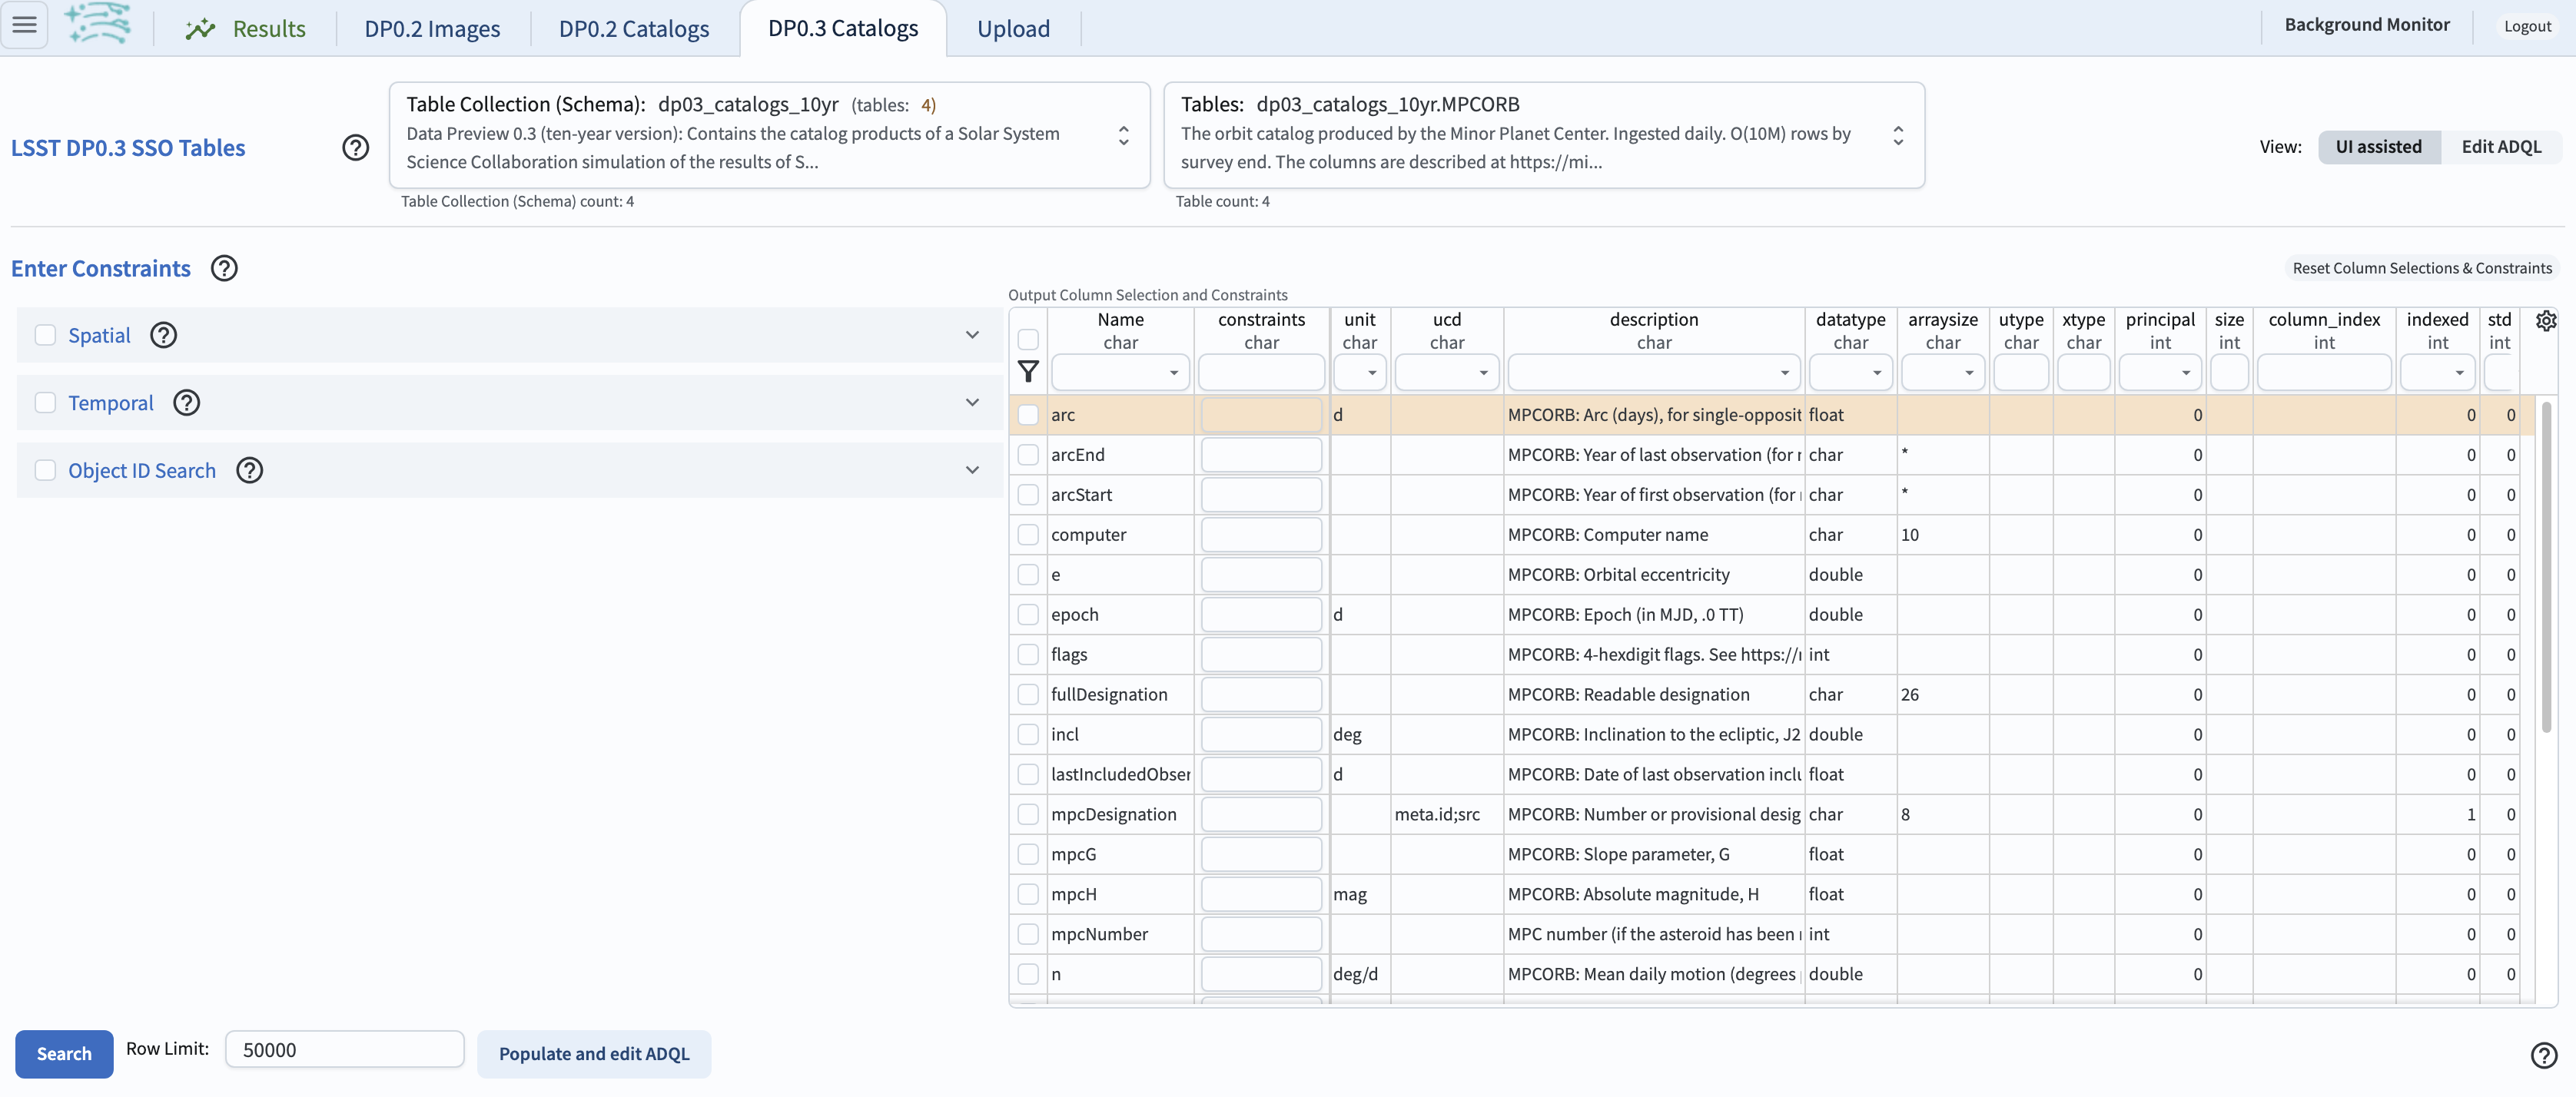 Results DP0.2 Images DP0.2 Catalogs DP0.3 Catalogs Upload Background Monitor Logout
LSST DP0.3 SSO Tables
Table Collection (Schema): dp03_catalogs_10yr (tables: 4)
Data Preview 0.3 (ten-year version): Contains the catalog products of a Solar System
Science Collaboration simulation of the results of S...
Table Collection (Schema) count: 4
Tables: dp03_catalogs_10yr.MPCORB
The orbit catalog produced by the Minor Planet Center. Ingested daily. O(10M) rows by
survey end. The columns are described at https://mi...
Table count: 4
View: UI assisted Edit ADQL
Enter Constraints
Reset Column Selections & Constraints
Spatial
Temporal
Object ID Search
Output Column Selection and Constraints
Name constraints unit ucd description datatype arraysize utype xtype principal size column_index indexed std
char char char char char char char char char int int int int int
arc d MPCORB: Arc (days), for single-opposit float 0 0 0
arcEnd MPCORB: Year of last observation (for char * 0 0 0
arcStart MPCORB: Year of first observation (for char * 0 0 0
computer MPCORB: Computer name char 10 0 0 0
e MPCORB: Orbital eccentricity double 0 0 0
epoch d MPCORB: Epoch (in MJD, .0 TT) double 0 0 0
flags MPCORB: 4-hexdigit flags. See https:// int 0 0 0
fullDesignation MPCORB: Readable designation char 26 0 0 0
incl deg MPCORB: Inclination to the ecliptic, J2 double 0 0 0
lastIncludedObser d MPCORB: Date of last observation inclu float 0 0 0
mpcDesignation meta.id;src MPCORB: Number or provisional desig char 8 0 1 0
mpcG MPCORB: Slope parameter, G float 0 0 0
mpcH mag MPCORB: Absolute magnitude, H float 0 0 0
mpcNumber MPC number (if the asteroid has been int 0 0 0
n deg/d MPCORB: Mean daily motion (degrees double 0 0 0
Search Row Limit: 50000 Populate and edit ADQL